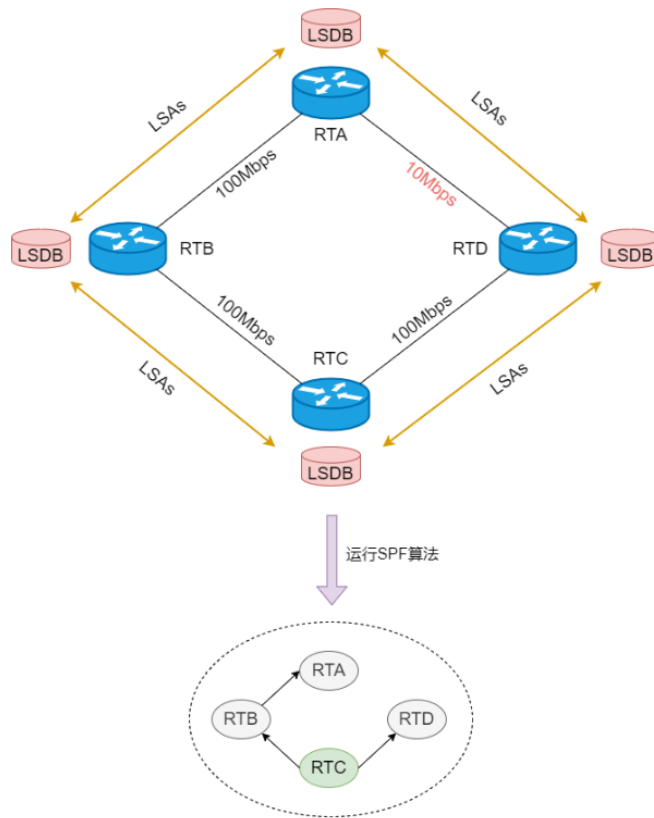 LSDB
LSAs
LSAs
RTA
100Mbps
10Mbps
LSDB
RTB
RTD
LSDB
100Mbps
100Mbps
RTC
LSAs
LSAs
LSDB
运行SPF算法
RTA
RTB
RTD
RTC